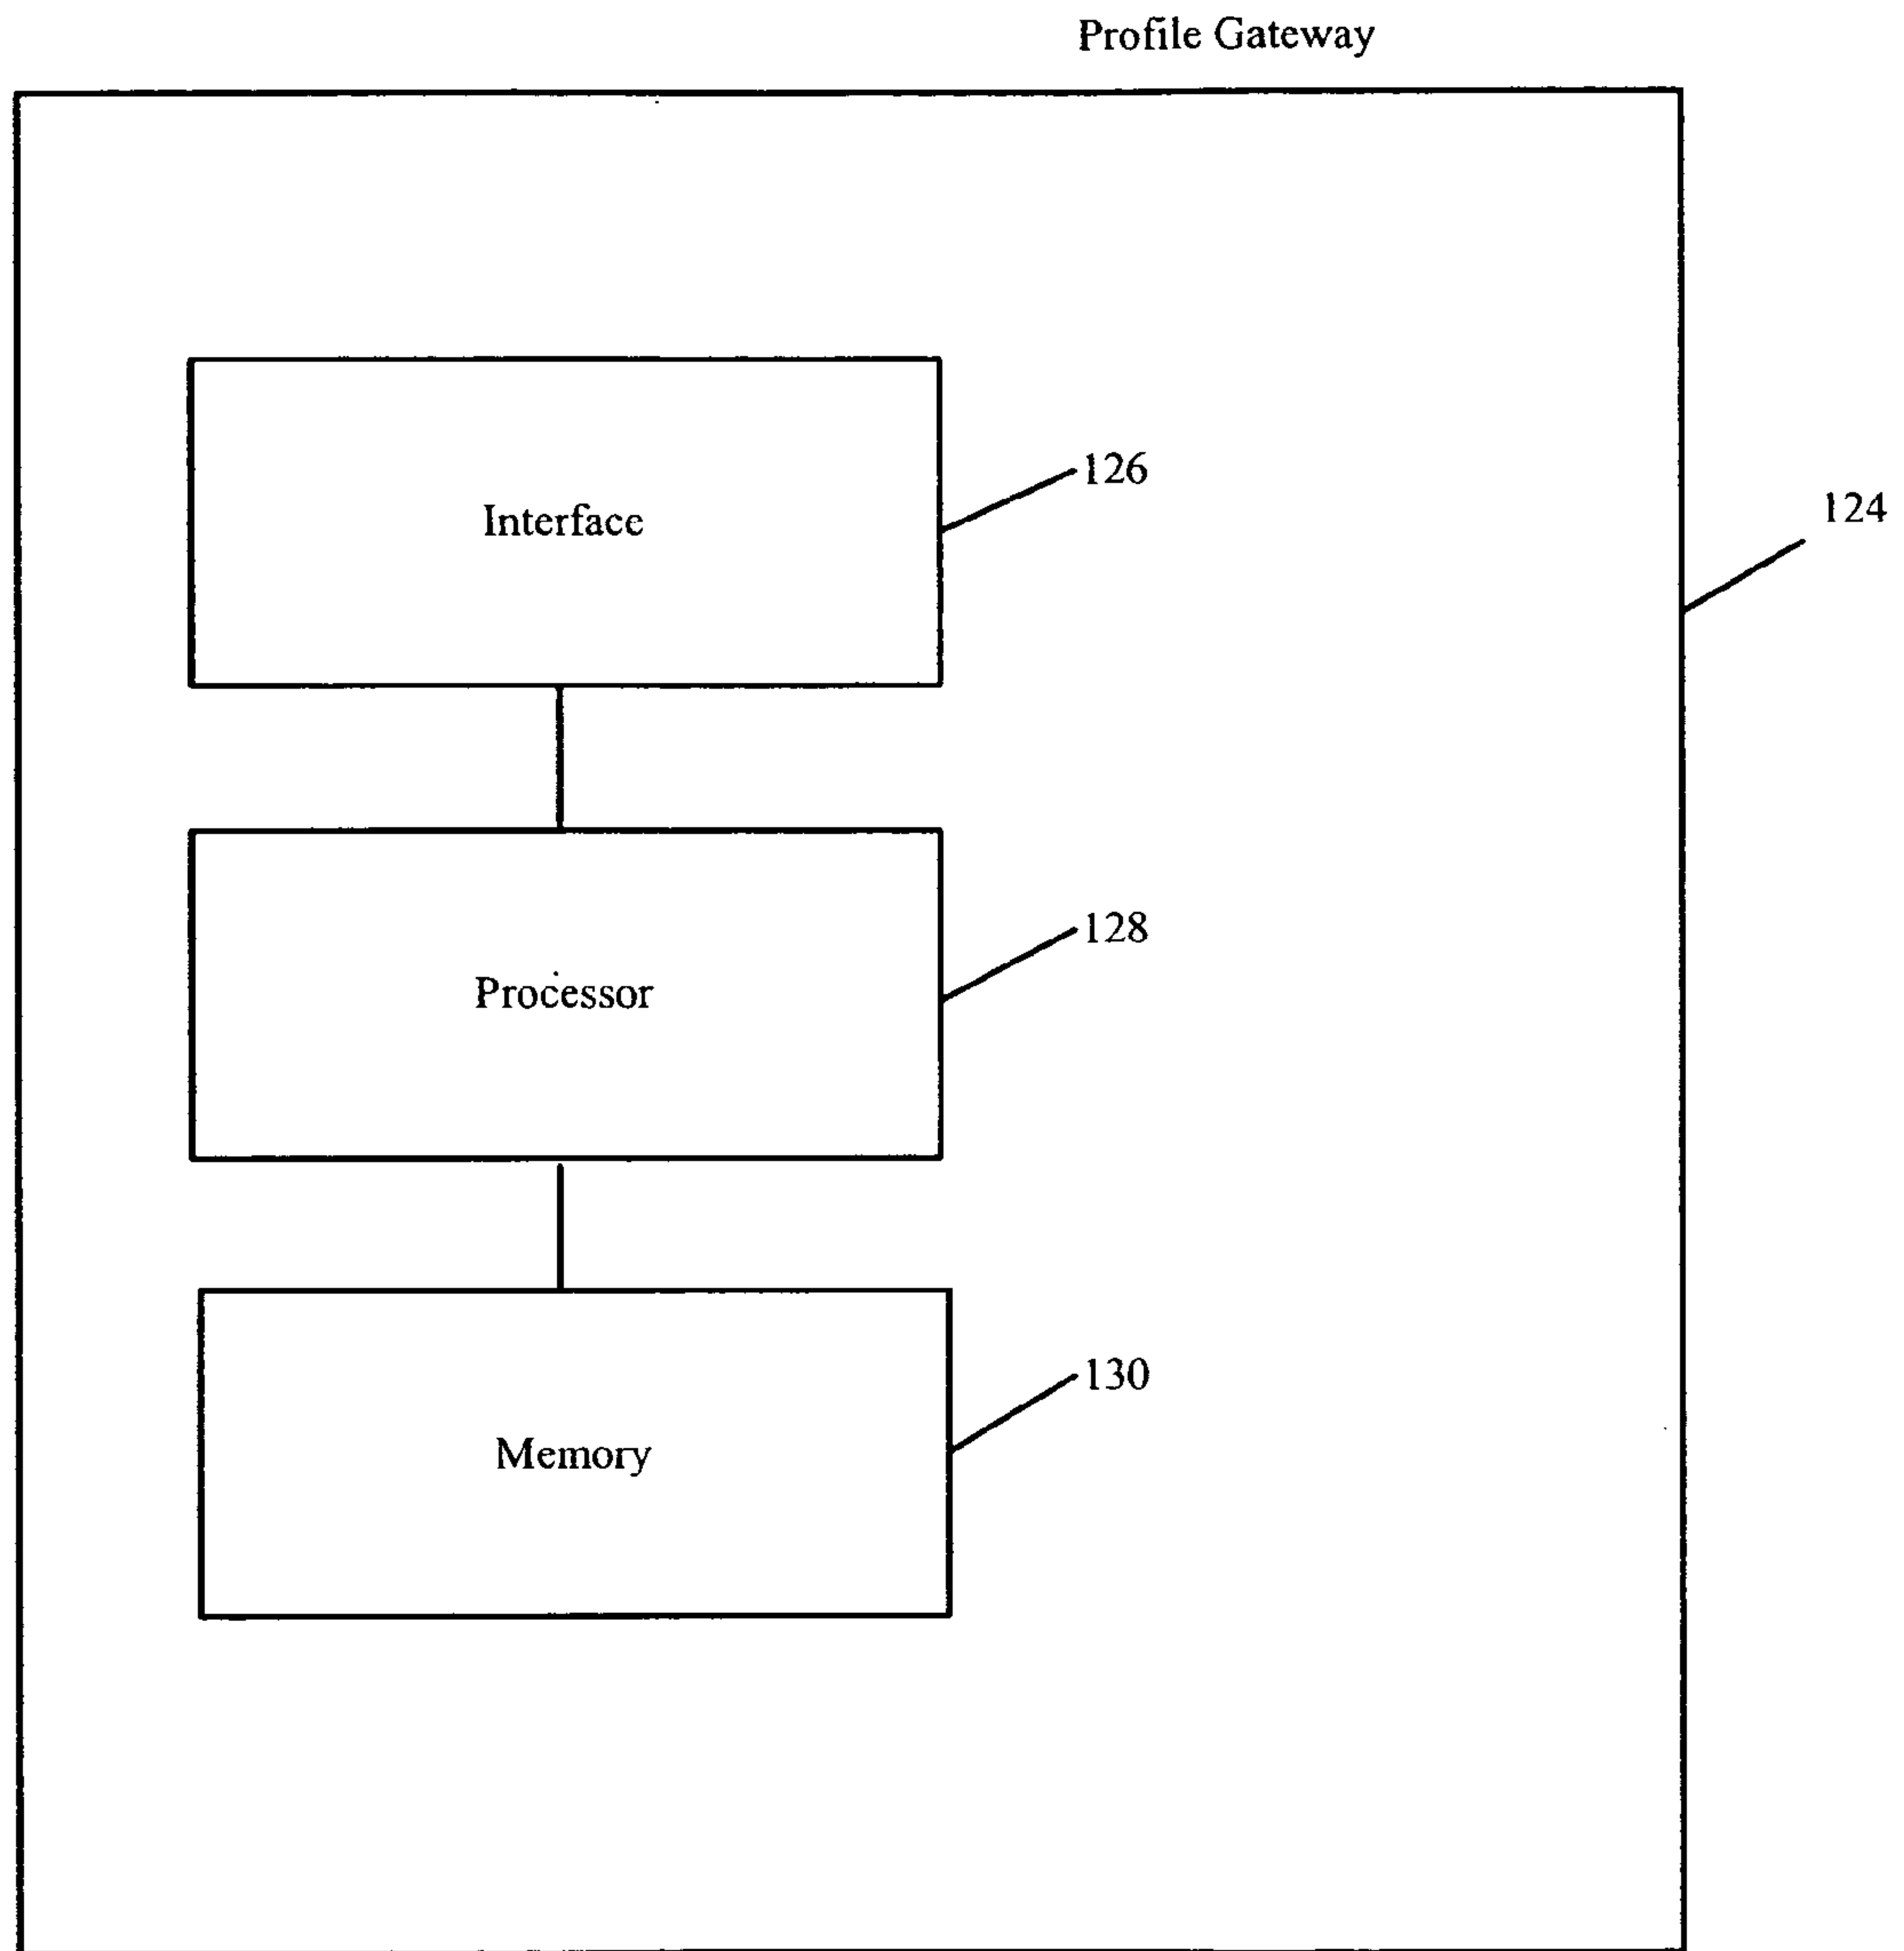 Profile Gateway
126
124
Interface
128
Processor
130
Memory